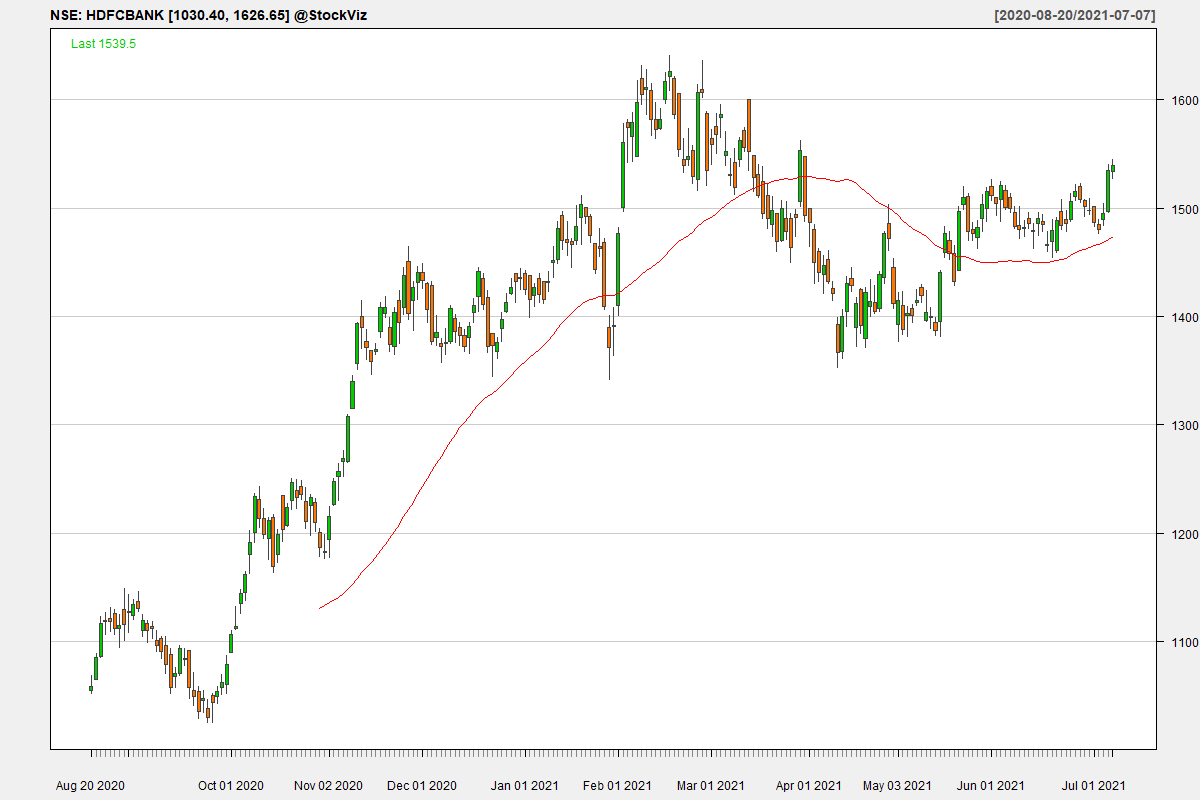 NSE: HDFCBANK [1030.40, 1626.65] @StockViz [2020-08-20/2021-07-07]
Last 1539.5
1600
1500
1400
1300
1200
1100
Aug 20 2020 Oct 01 2020 Nov 02 2020 Dec 01 2020 Jan 01 2021 Feb 01 2021 Mar 01 2021 Apr 01 2021 May 03 2021 Jun 01 2021 Jul 01 2021